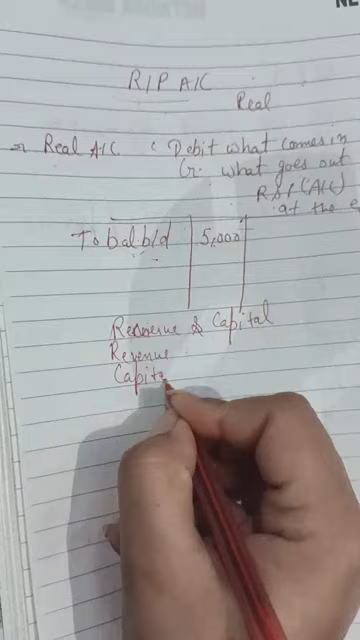 R/P A/C
Real
Real A/C (Debit what comes in
Cr. what goes out
at the
To bal b/d 5,000
Revenue & Capital
Revenue
Capita